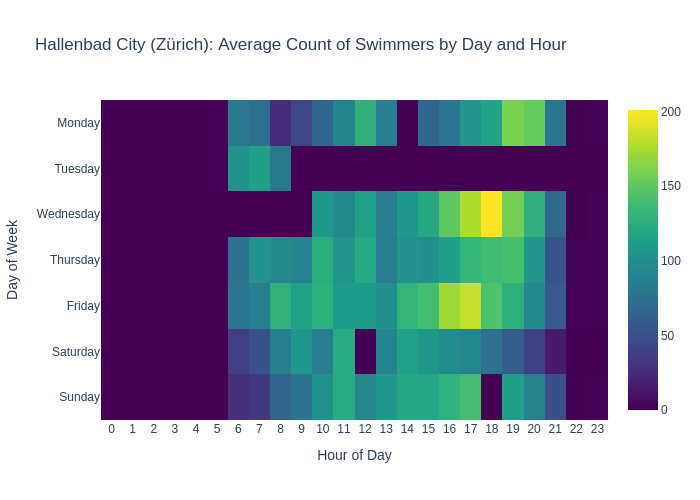 Hallenbad City (Zürich): Average Count of Swimmers by Day and Hour
Day of Week
Monday
Tuesday
Wednesday
Thursday
Friday
Saturday
Sunday
0 1 2 3 4 5 6 7 8 9 10 11 12 13 14 15 16 17 18 19 20 21 22 23
Hour of Day
200
150
100
50
0